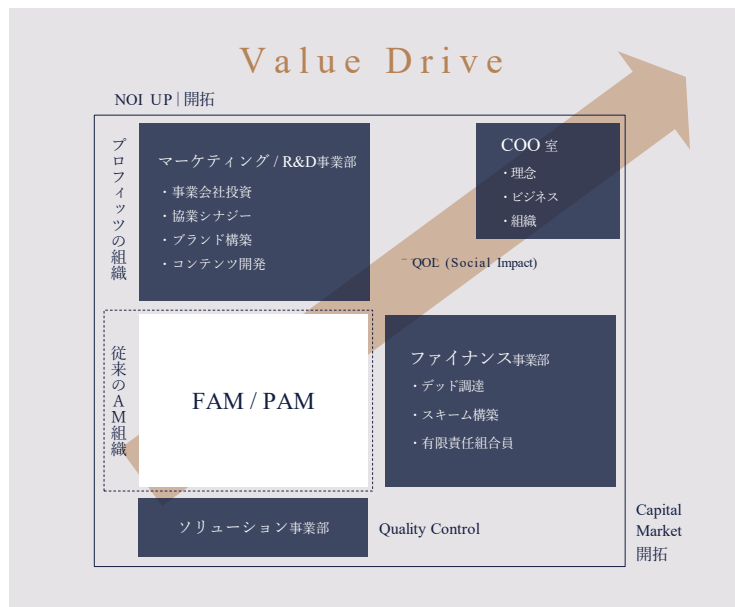 Value Drive
NOI UP | 開拓
プロフィッツの組織
マーケティング / R&D事業部
・事業会社投資
・協業シナジー
・ブランド構築
・コンテンツ開発
COO 室
・理念
・ビジネス
・組織
QOL (Social Impact)
従来のAM組織
FAM / PAM
ファイナンス事業部
・デッド調達
・スキーム構築
・有限責任組合員
ソリューション事業部
Quality Control
Capital
Market
開拓